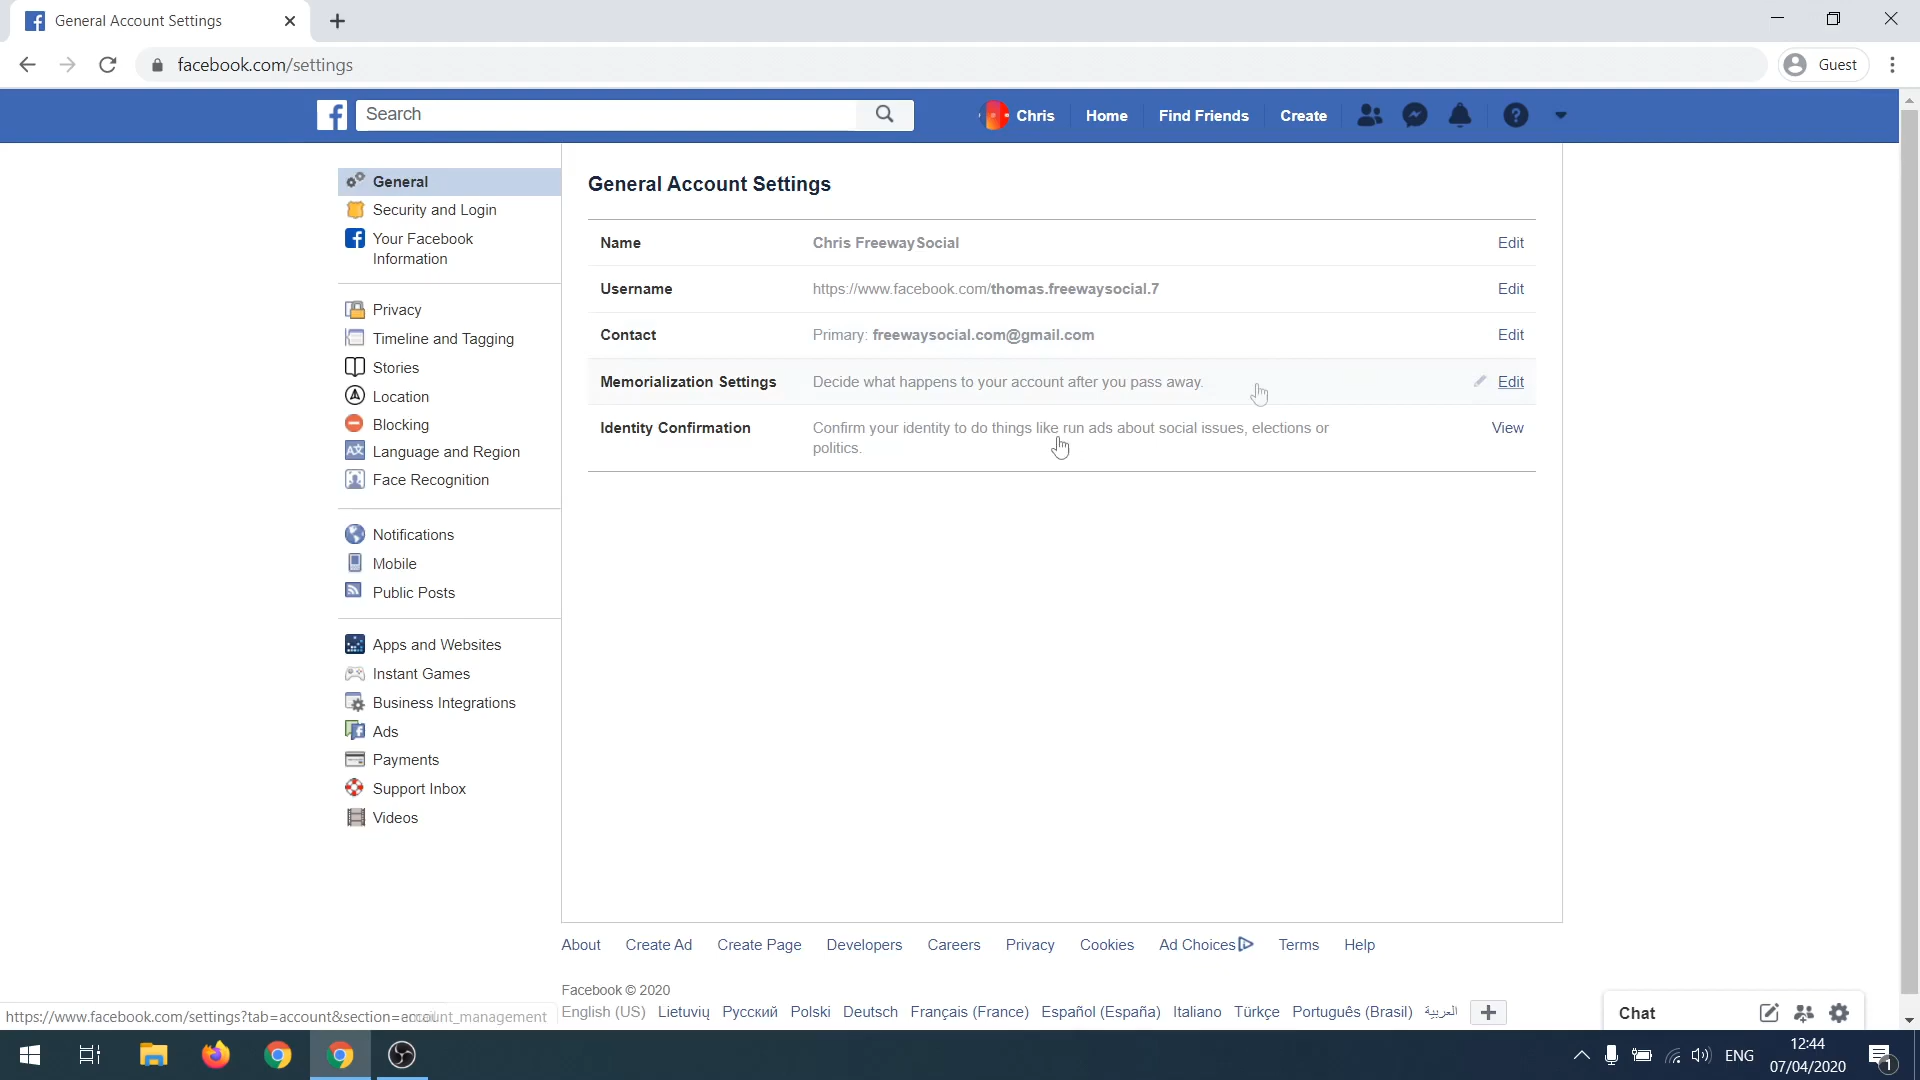 General Account Settings
facebook.com/settings
Guest
Search
Chris
Home
Find Friends
Create
General
Security and Login
Your Facebook
Information
Privacy
Timeline and Tagging
Stories
Location
Blocking
Language and Region
Face Recognition
Notifications
Mobile
Public Posts
Apps and Websites
Instant Games
Business Integrations
Ads
Payments
Support Inbox
Videos
General Account Settings
Name Chris FreewaySocial Edit
Username https://www.facebook.com/thomas.freewaysocial.7 Edit
Contact Primary: freewaysocial.com@gmail.com Edit
Memorialization Settings Decide what happens to your account after you pass away. Edit
Identity Confirmation Confirm your identity to do things like run ads about social issues, elections or View
politics.
About Create Ad Create Page Developers Careers Privacy Cookies Ad Choices Terms Help
Facebook © 2020
English (US) Lietuvių Русский Polski Deutsch Français (France) Español (España) Italiano Türkçe Português (Brasil) العربية
Chat
ENG
12:44
07/04/2020
1